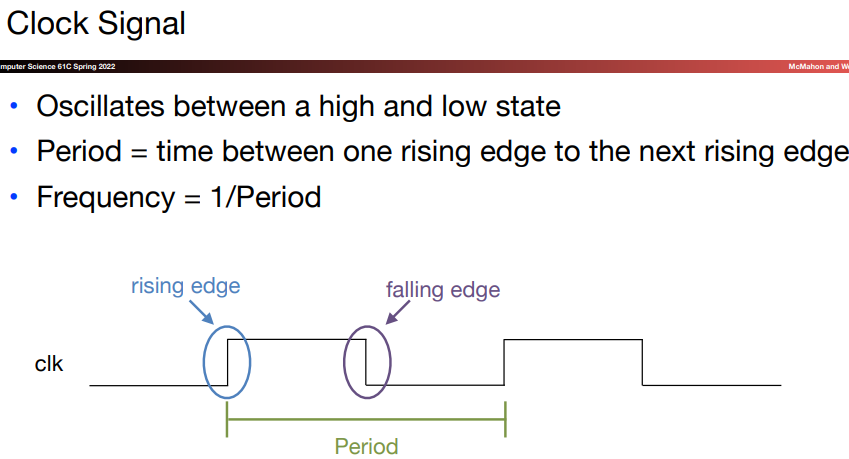 Clock Signal
mputer Science 61C Spring 2022
McMahon and We
• Oscillates between a high and low state
• Period = time between one rising edge to the next rising edge
• Frequency = 1/Period
rising edge
falling edge
clk
Period